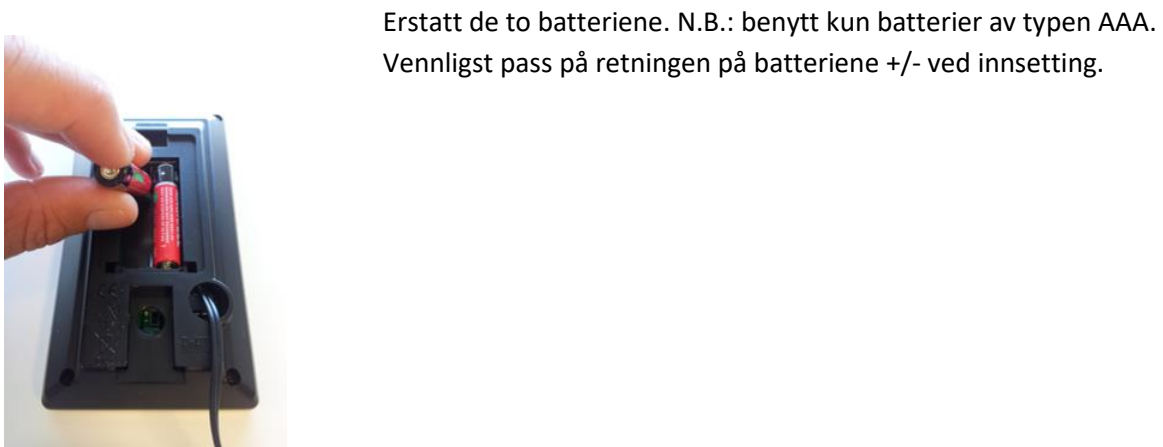 Erstatt de to batteriene. N.B.: benytt kun batterier av typen AAA.
Vennligst pass på retningen på batteriene +/- ved innsetting.